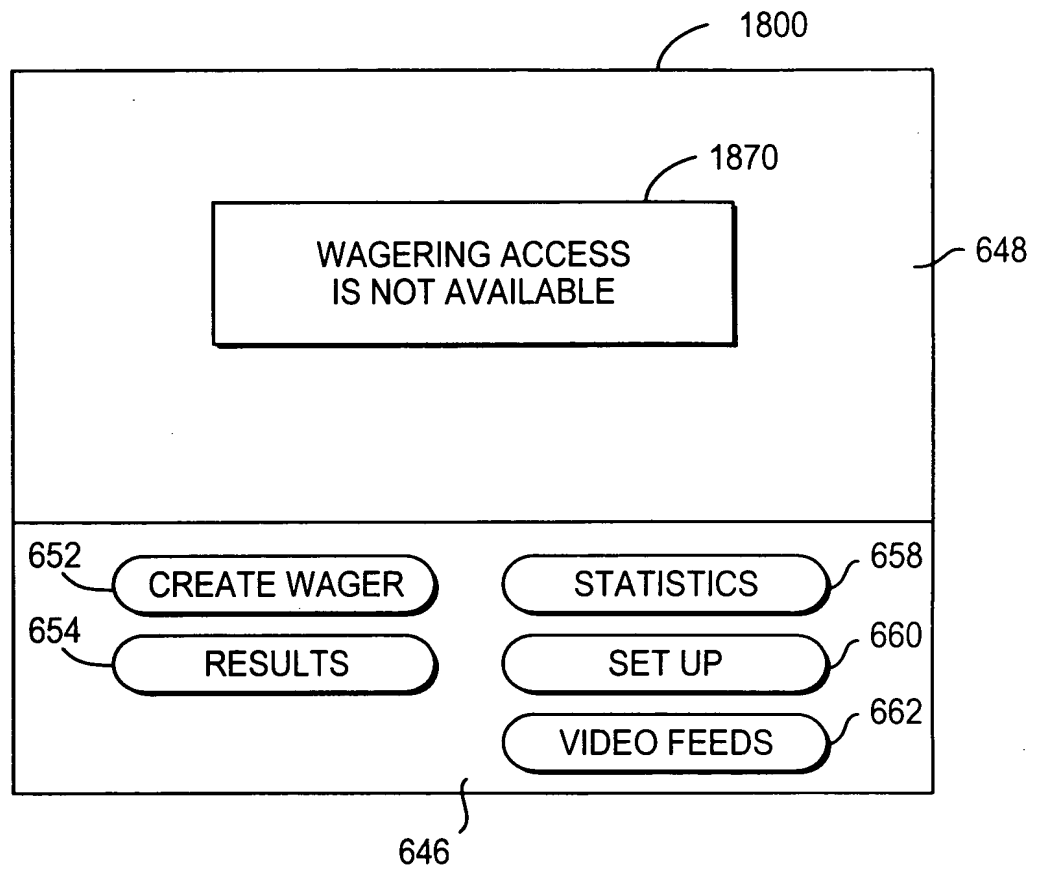 1800
1870
WAGERING ACCESS
IS NOT AVAILABLE
648
652
CREATE WAGER
STATISTICS
658
654
RESULTS
SET UP
660
VIDEO FEEDS
662
646